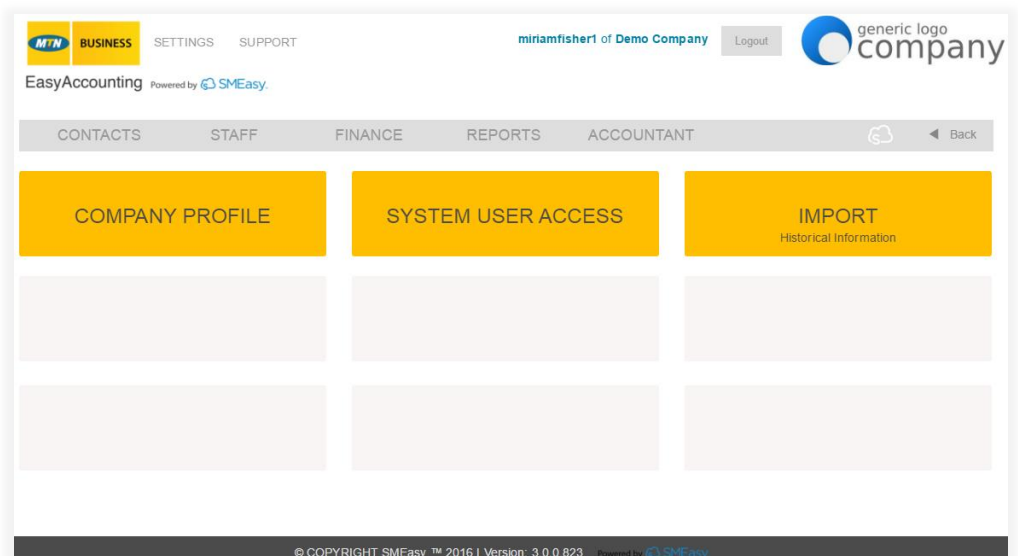 MTN BUSINESS SETTINGS SUPPORT miriamfisher1 of Demo Company Logout generic logo
company
EasyAccounting Powered by SMEasy.
CONTACTS STAFF FINANCE REPORTS ACCOUNTANT Back
COMPANY PROFILE SYSTEM USER ACCESS IMPORT
Historical Information
© COPYRIGHT SMEasy ™ 2016 | Version: 3.0.0.823 Powered by SMEasy.